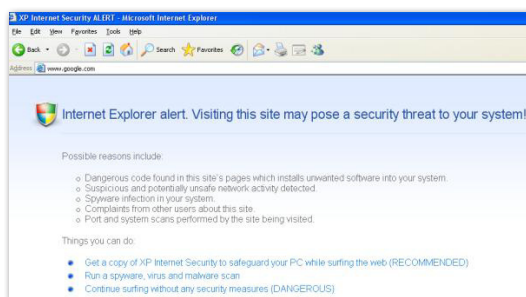 XP Internet Security ALERT - Microsoft Internet Explorer
File Edit View Favorites Tools Help
Back Search Favorites
Address www.google.com
Internet Explorer alert. Visiting this site may pose a security threat to your system!
Possible reasons include:
Dangerous code found in this site's pages which installs unwanted software into your system.
Suspicious and potentially unsafe network activity detected.
Spyware infection in your system.
Complaints from other users about this site.
Port and system scans performed by the site being visited.
Things you can do:
Get a copy of XP Internet Security to safeguard your PC while surfing the web (RECOMMENDED)
Run a spyware, virus and malware scan
Continue surfing without any security measures (DANGEROUS)